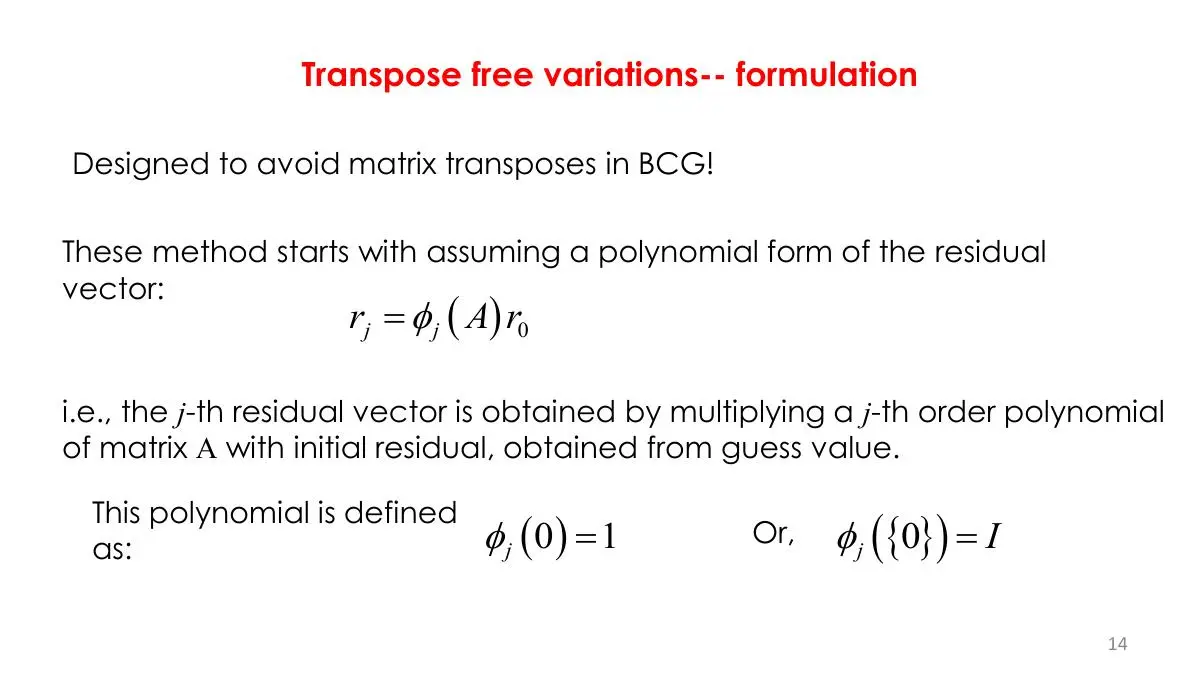 Transpose free variations-- formulation
Designed to avoid matrix transposes in BCG!
These method starts with assuming a polynomial form of the residual
vector:
r_j = ϕ_j (A) r_0
i.e., the j-th residual vector is obtained by multiplying a j-th order polynomial
of matrix A with initial residual, obtained from guess value.
This polynomial is defined
as:
ϕ_j (0) = 1
Or,
ϕ_j ({0}) = I
14